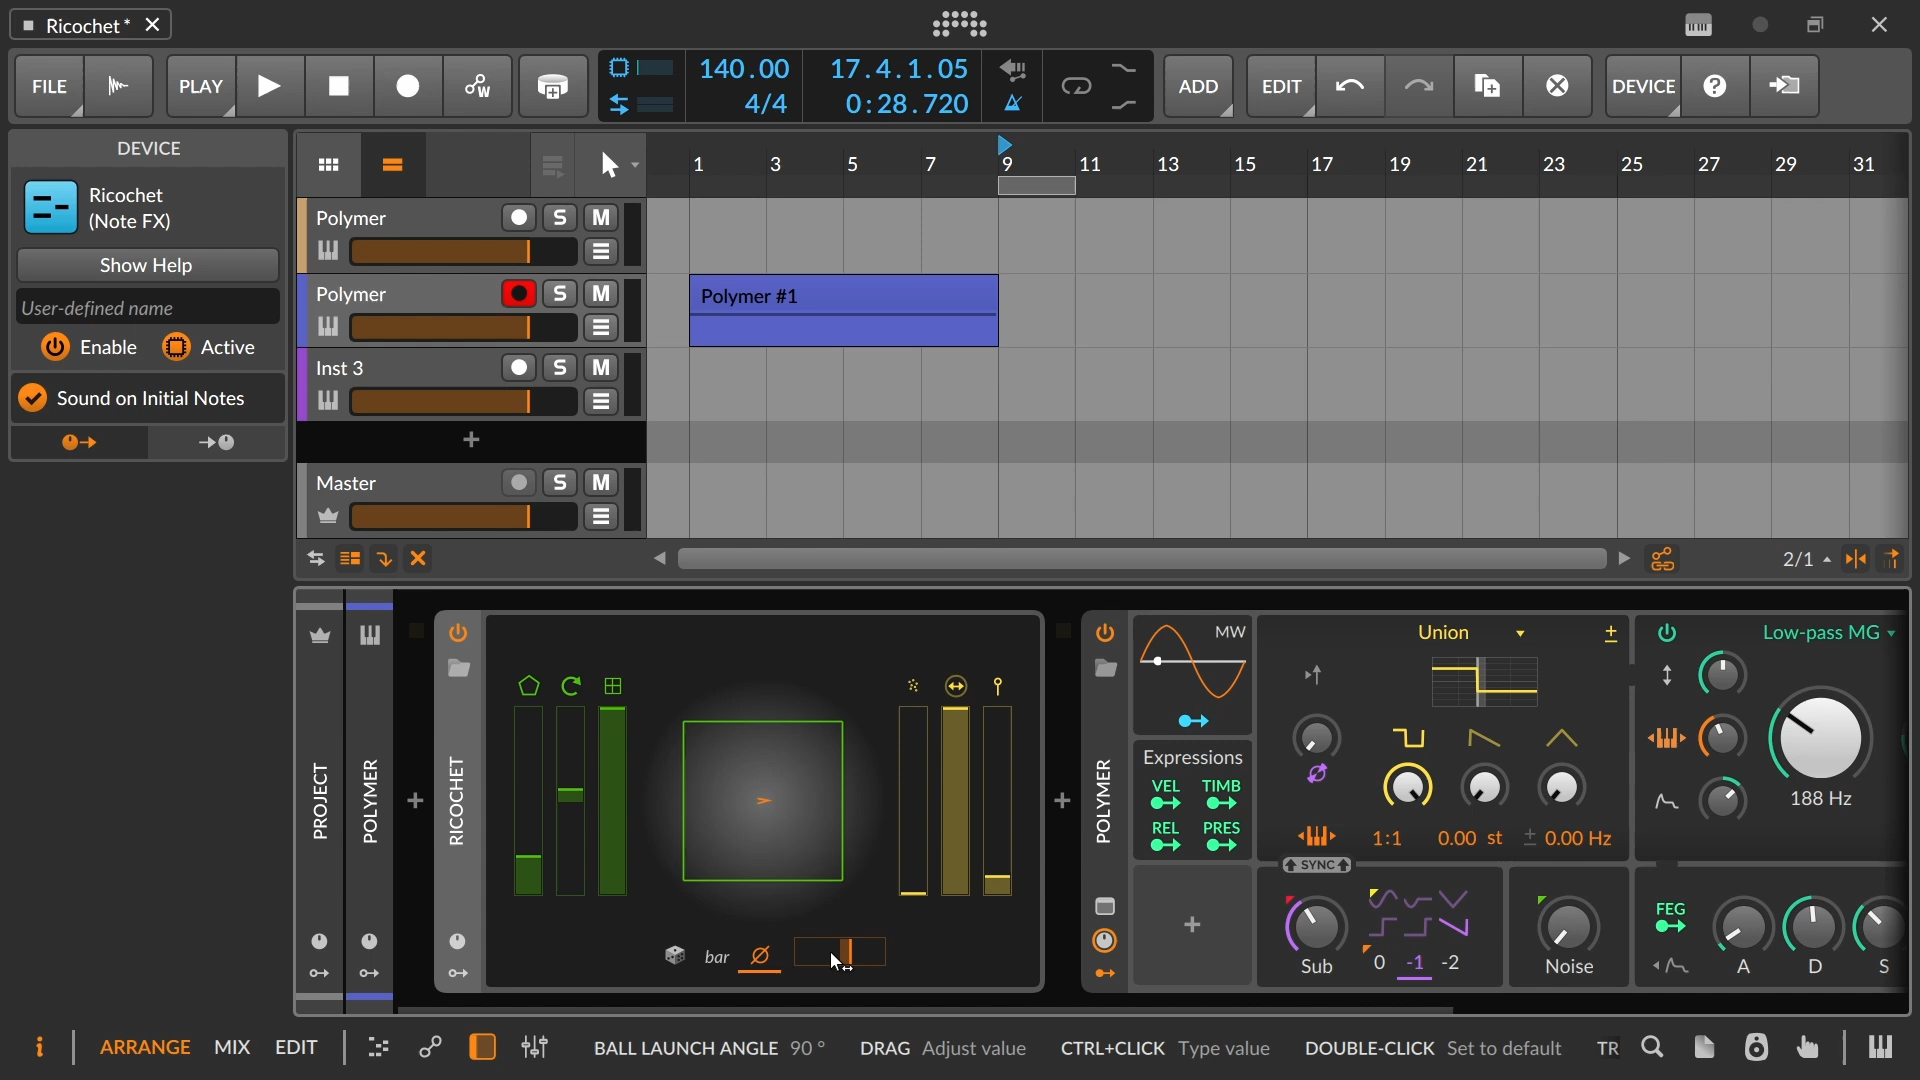 Ricochet*
FILE
PLAY
140.00
4/4
17.4.1.05
0:28.720
ADD
EDIT
DEVICE
DEVICE
Ricochet
(Note FX)
Show Help
User-defined name
Enable
Active
Sound on Initial Notes
1 3 5 7 9 11 13 15 17 19 21 23 25 27 29 31
Polymer S M
Polymer S M
Polymer #1
Inst 3 S M
Master S M
2/1
PROJECT
POLYMER
RICOCHET
bar
POLYMER
MW
Expressions
VEL TIMB
REL PRES
Union
1:1 0.00 st ± 0.00 Hz
SYNC
Sub
0 -1 -2
Noise
Low-pass MG
188 Hz
FEG
A D S
i ARRANGE MIX EDIT
BALL LAUNCH ANGLE 90 ° DRAG Adjust value CTRL+CLICK Type value DOUBLE-CLICK Set to default TR